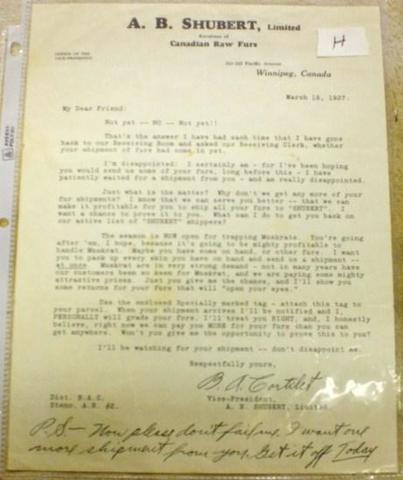 A. B. SHUBERT, Limited
Receivers of
Canadian Raw Furs
OFFICE OF THE
VICE-PRESIDENT
Pacific Avenue
Winnipeg, Canada
H
March 1927.
My Dear Friend:
Not yet -- NO -- Not yet!!
That's the answer I have had each time that I have gone
back to our Receiving Room and asked our Receiving Clerk, whether
your shipment of furs had come in yet.
I'm disappointed! I certainly am - for I've been hoping
you would send us some of your furs, long before this - I have
patiently waited for a shipment from you - and am really disappointed.
Just what is the matter? Why don't we get any more of your
fur shipments? I know that we can serve you better -- that we can
make it profitable for you to ship all your furs to "SHUBERT". I
want a chance to prove it to you. What can I do to get you back on
our active list of "SHUBERT" shippers?
The season is NOW open for trapping Muskrats. You're going
after 'em, I hope, because it's going to be mighty profitable to
handle Muskrat. Maybe you have some on hand, or other furs. I want
you to pack up every skin you have on hand and send us a shipment --
at once. Muskrat are in very strong demand - not in many years have
our customers been so keen for Muskrat, and we are paying some mighty
attractive prices. Just you give me the chance, and I'll show you
some returns for your furs that will "open your eyes."
Use the enclosed Specially marked tag - attach this tag to
your parcel. When your shipment arrives I'll be notified and I,
PERSONALLY will grade your furs. I'll treat you RIGHT, and, I honestly
believe, right now we can pay you MORE for your furs than you can
get anywhere. Won't you give me the opportunity to prove this to you?
I'll be watching for your shipment -- don't disappoint me.
Respectfully yours,
B. A.
Vice-President,
A. B. SHUBERT, Limited.
Dict. B.A.C.
Steno. A.R. #2.
P.S. - Now please don't fail me. I want one
more shipment from you. Get it off Today